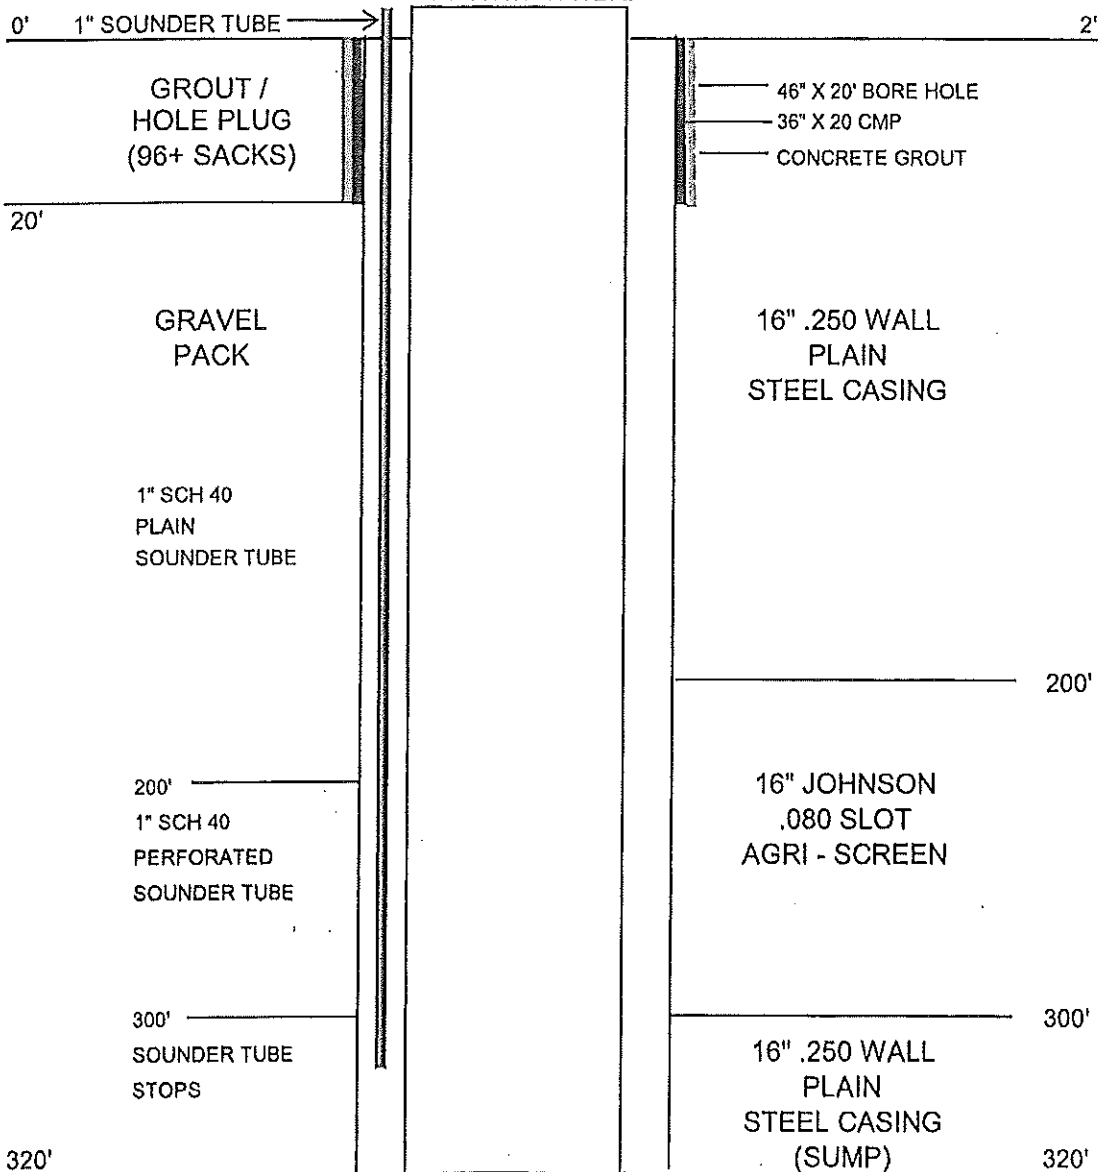 0'
1" SOUNDER TUBE
2'
GROUT /
HOLE PLUG
(96+ SACKS)
46" X 20' BORE HOLE
36" X 20 CMP
CONCRETE GROUT
20'
GRAVEL
PACK
16" .250 WALL
PLAIN
STEEL CASING
1" SCH 40
PLAIN
SOUNDER TUBE
200'
200'
1" SCH 40
PERFORATED
SOUNDER TUBE
16" JOHNSON
.080 SLOT
AGRI - SCREEN
300'
SOUNDER TUBE
STOPS
300'
16" .250 WALL
PLAIN
STEEL CASING
(SUMP)
320'
320'